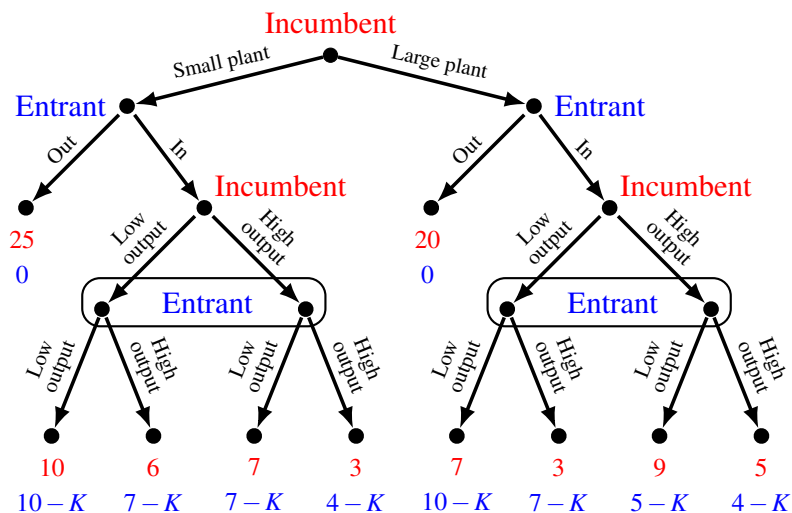 Incumbent
Small plant
Large plant
Entrant
Entrant
Out
In
Out
In
Incumbent
Incumbent
25
0
20
0
Low
output
High
output
Low
output
High
output
Entrant
Entrant
Low
output
High
output
Low
output
High
output
Low
output
High
output
Low
output
High
output
10 6 7 3 7 3 9 5
10 − K 7 − K 7 − K 4 − K 10 − K 7 − K 5 − K 4 − K